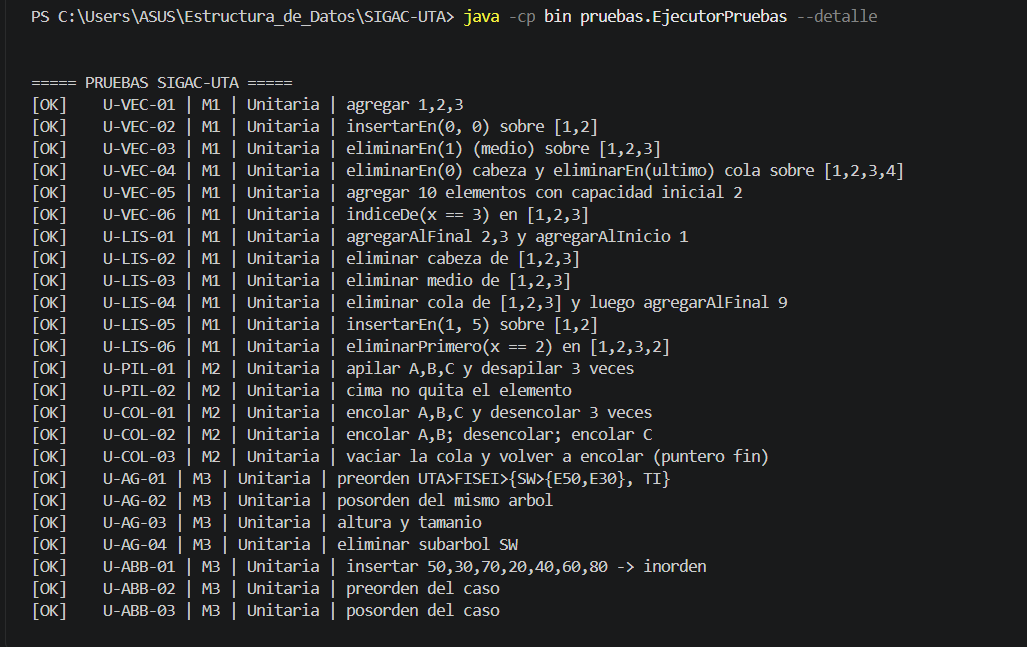 PS C:\Users\ASUS\Estructura_de_Datos\SIGAC-UTA> java -cp bin pruebas.EjecutorPruebas --detalle
===== PRUEBAS SIGAC-UTA =====
[OK]    U-VEC-01 | M1 | Unitaria | agregar 1,2,3
[OK]    U-VEC-02 | M1 | Unitaria | insertarEn(0, 0) sobre [1,2]
[OK]    U-VEC-03 | M1 | Unitaria | eliminarEn(1) (medio) sobre [1,2,3]
[OK]    U-VEC-04 | M1 | Unitaria | eliminarEn(0) cabeza y eliminarEn(ultimo) cola sobre [1,2,3,4]
[OK]    U-VEC-05 | M1 | Unitaria | agregar 10 elementos con capacidad inicial 2
[OK]    U-VEC-06 | M1 | Unitaria | indiceDe(x == 3) en [1,2,3]
[OK]    U-LIS-01 | M1 | Unitaria | agregarAlFinal 2,3 y agregarAlInicio 1
[OK]    U-LIS-02 | M1 | Unitaria | eliminar cabeza de [1,2,3]
[OK]    U-LIS-03 | M1 | Unitaria | eliminar medio de [1,2,3]
[OK]    U-LIS-04 | M1 | Unitaria | eliminar cola de [1,2,3] y luego agregarAlFinal 9
[OK]    U-LIS-05 | M1 | Unitaria | insertarEn(1, 5) sobre [1,2]
[OK]    U-LIS-06 | M1 | Unitaria | eliminarPrimero(x == 2) en [1,2,3,2]
[OK]    U-PIL-01 | M2 | Unitaria | apilar A,B,C y desapilar 3 veces
[OK]    U-PIL-02 | M2 | Unitaria | cima no quita el elemento
[OK]    U-COL-01 | M2 | Unitaria | encolar A,B,C y desencolar 3 veces
[OK]    U-COL-02 | M2 | Unitaria | encolar A,B; desencolar; encolar C
[OK]    U-COL-03 | M2 | Unitaria | vaciar la cola y volver a encolar (puntero fin)
[OK]    U-AG-01 | M3 | Unitaria | preorden UTA>FISEI>{SW>{E50,E30}, TI}
[OK]    U-AG-02 | M3 | Unitaria | posorden del mismo arbol
[OK]    U-AG-03 | M3 | Unitaria | altura y tamanio
[OK]    U-AG-04 | M3 | Unitaria | eliminar subarbol SW
[OK]    U-ABB-01 | M3 | Unitaria | insertar 50,30,70,20,40,60,80 -> inorden
[OK]    U-ABB-02 | M3 | Unitaria | preorden del caso
[OK]    U-ABB-03 | M3 | Unitaria | posorden del caso